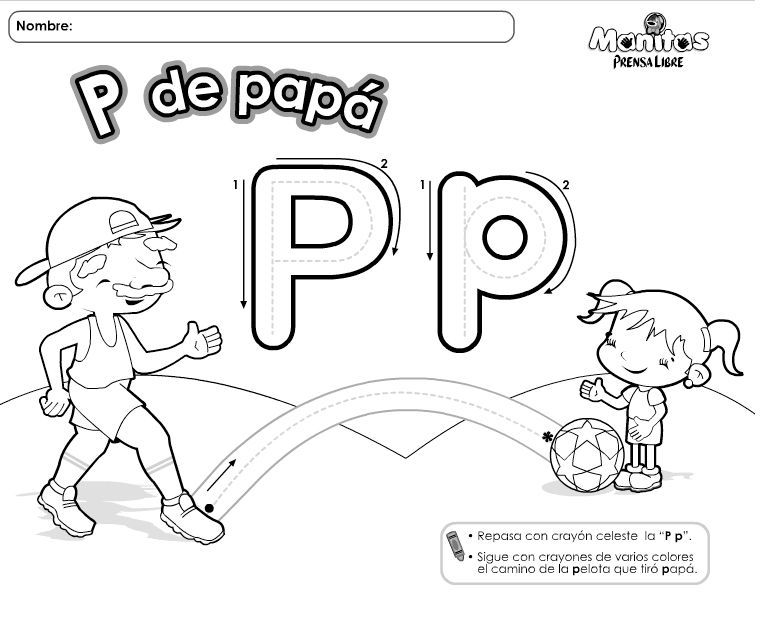 Nombre:
Manitas
PRENSA LIBRE
P de papá
1 2 1 2
P p
• Repasa con crayón celeste la “P p”.
• Sigue con crayones de varios colores
el camino de la pelota que tiró papá.